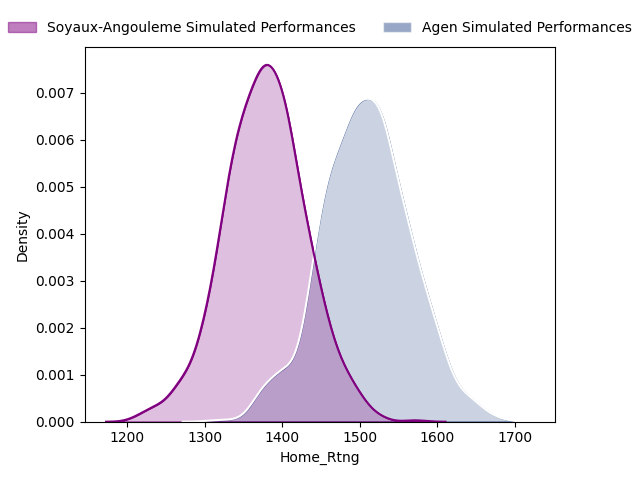 Soyaux-Angouleme Simulated Performances Agen Simulated Performances
0.007
0.006
0.005
0.004
0.003
0.002
0.001
0.000
Density
1200 1300 1400 1500 1600 1700
Home_Rtng